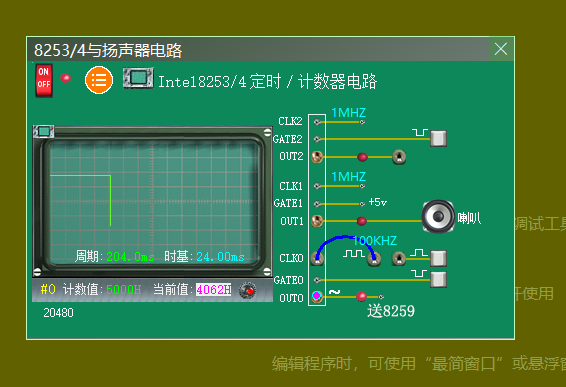 8253/4与扬声器电路
ON
OFF
Intel8253/4 定时 / 计数器电路
CLK2 1MHZ
GATE2
OUT2
CLK1 1MHZ
GATE1 +5v
OUT1 喇叭
调试工具
100KHZ
CLK0
周期:204.0ms 时基:24.00ms
GATE0
#0 计数值:5000H 当前值:4062H
OUT0 ~
开使用
20480
送8259
编辑程序时，可使用“最简窗口”或悬浮窗